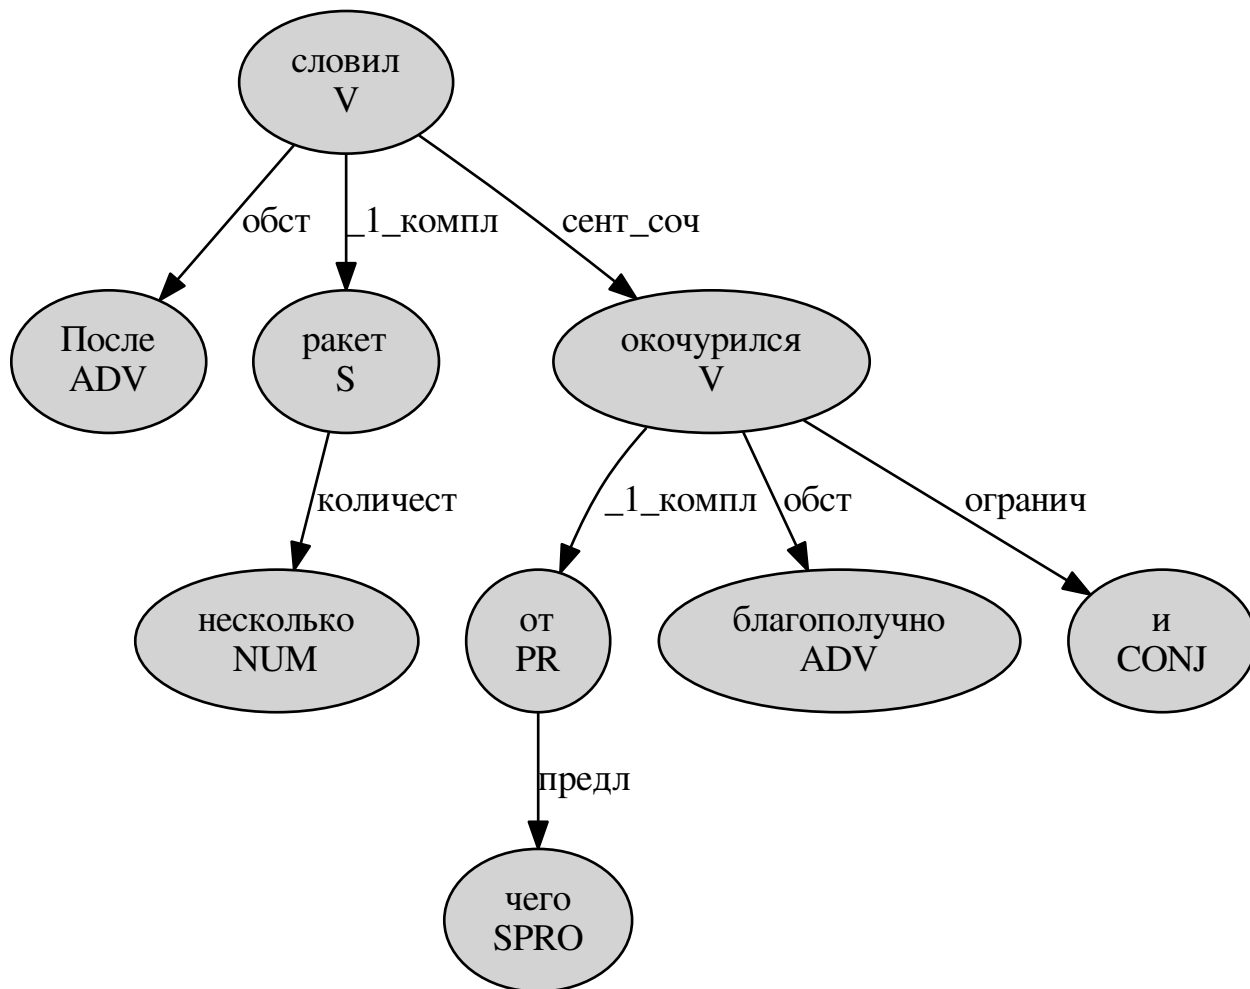 словил
V
обст
_1_компл
сент_соч
После
ADV
ракет
S
окочурился
V
количест
_1_компл
обст
огранич
несколько
NUM
от
PR
благополучно
ADV
и
CONJ
предл
чего
SPRO